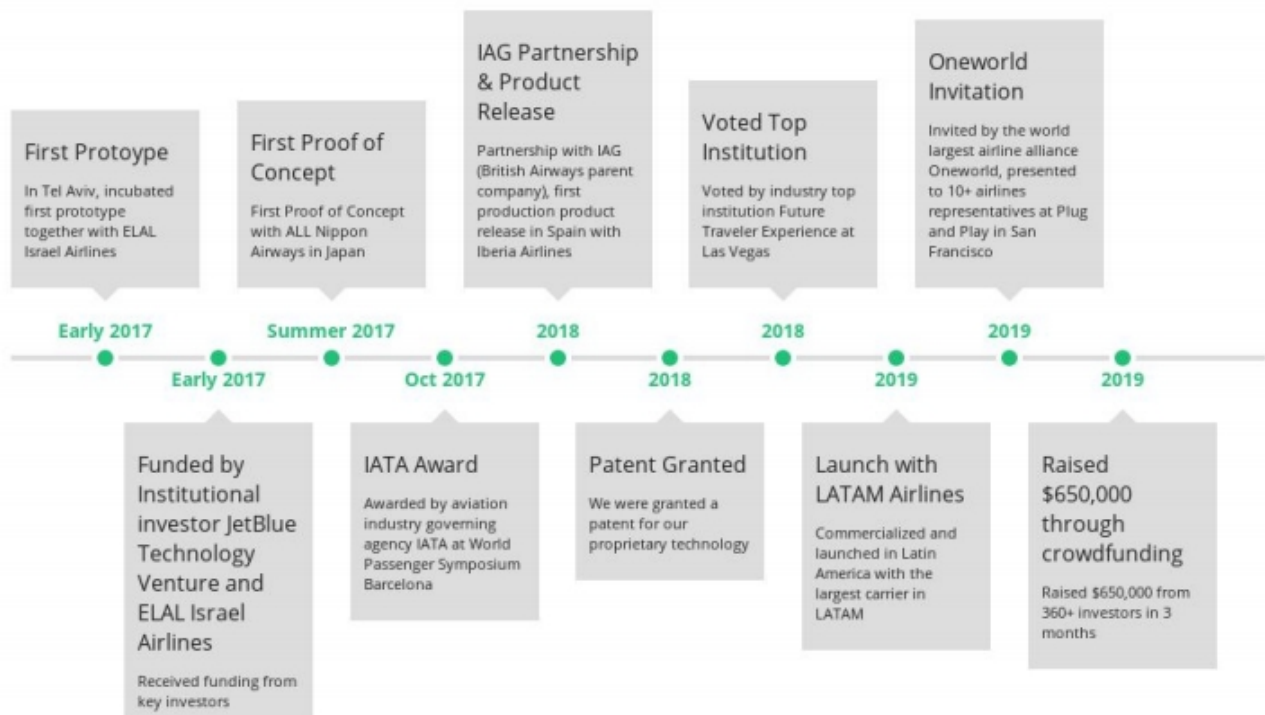 First Protoype
In Tel Aviv, incubated
first prototype
together with ELAL
Israel Airlines
Early 2017
Early 2017
Funded by
Institutional
investor JetBlue
Technology
Venture and
ELAL Israel
Airlines
Received funding from
key investors
First Proof of
Concept
First Proof of Concept
with ALL Nippon
Airways in Japan
Summer 2017
Oct 2017
IATA Award
Awarded by aviation
industry governing
agency IATA at World
Passenger Symposium
Barcelona
IAG Partnership
& Product
Release
Partnership with IAG
(British Airways parent
company), first
production product
release in Spain with
Iberia Airlines
2018
2018
Patent Granted
We were granted a
patent for our
proprietary technology
Voted Top
Institution
Voted by industry top
institution Future
Traveler Experience at
Las Vegas
2018
2019
Launch with
LATAM Airlines
Commercialized and
launched in Latin
America with the
largest carrier in
LATAM
Oneworld
Invitation
Invited by the world
largest airline alliance
Oneworld, presented
to 10+ airlines
representatives at Plug
and Play in San
Francisco
2019
2019
Raised
$650,000
through
crowdfunding
Raised $650,000 from
360+ investors in 3
months